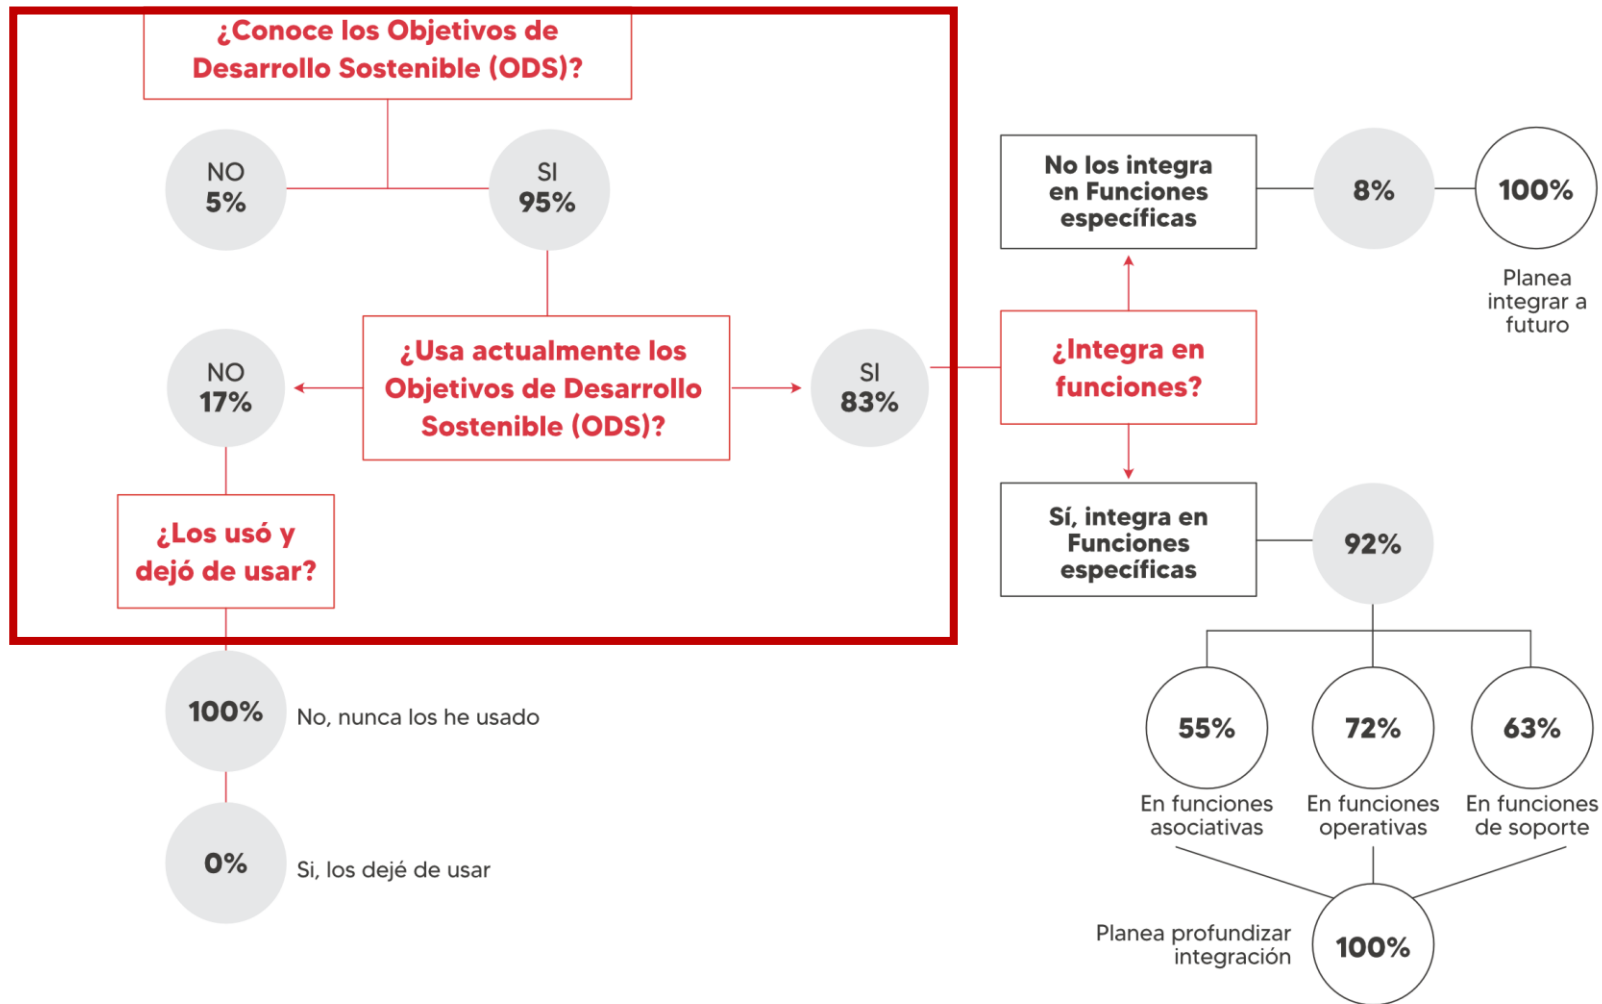 ¿Conoce los Objetivos de
Desarrollo Sostenible (ODS)?
NO
5%
SI
95%
¿Usa actualmente los
Objetivos de Desarrollo
Sostenible (ODS)?
NO
17%
SI
83%
¿Los usó y
dejó de usar?
100%
No, nunca los he usado
0%
Si, los dejé de usar
¿Integra en
funciones?
No los integra
en Funciones
específicas
8%
100%
Planea
integrar a
futuro
Sí, integra en
Funciones
específicas
92%
55%
En funciones
asociativas
72%
En funciones
operativas
63%
En funciones
de soporte
Planea profundizar
integración
100%